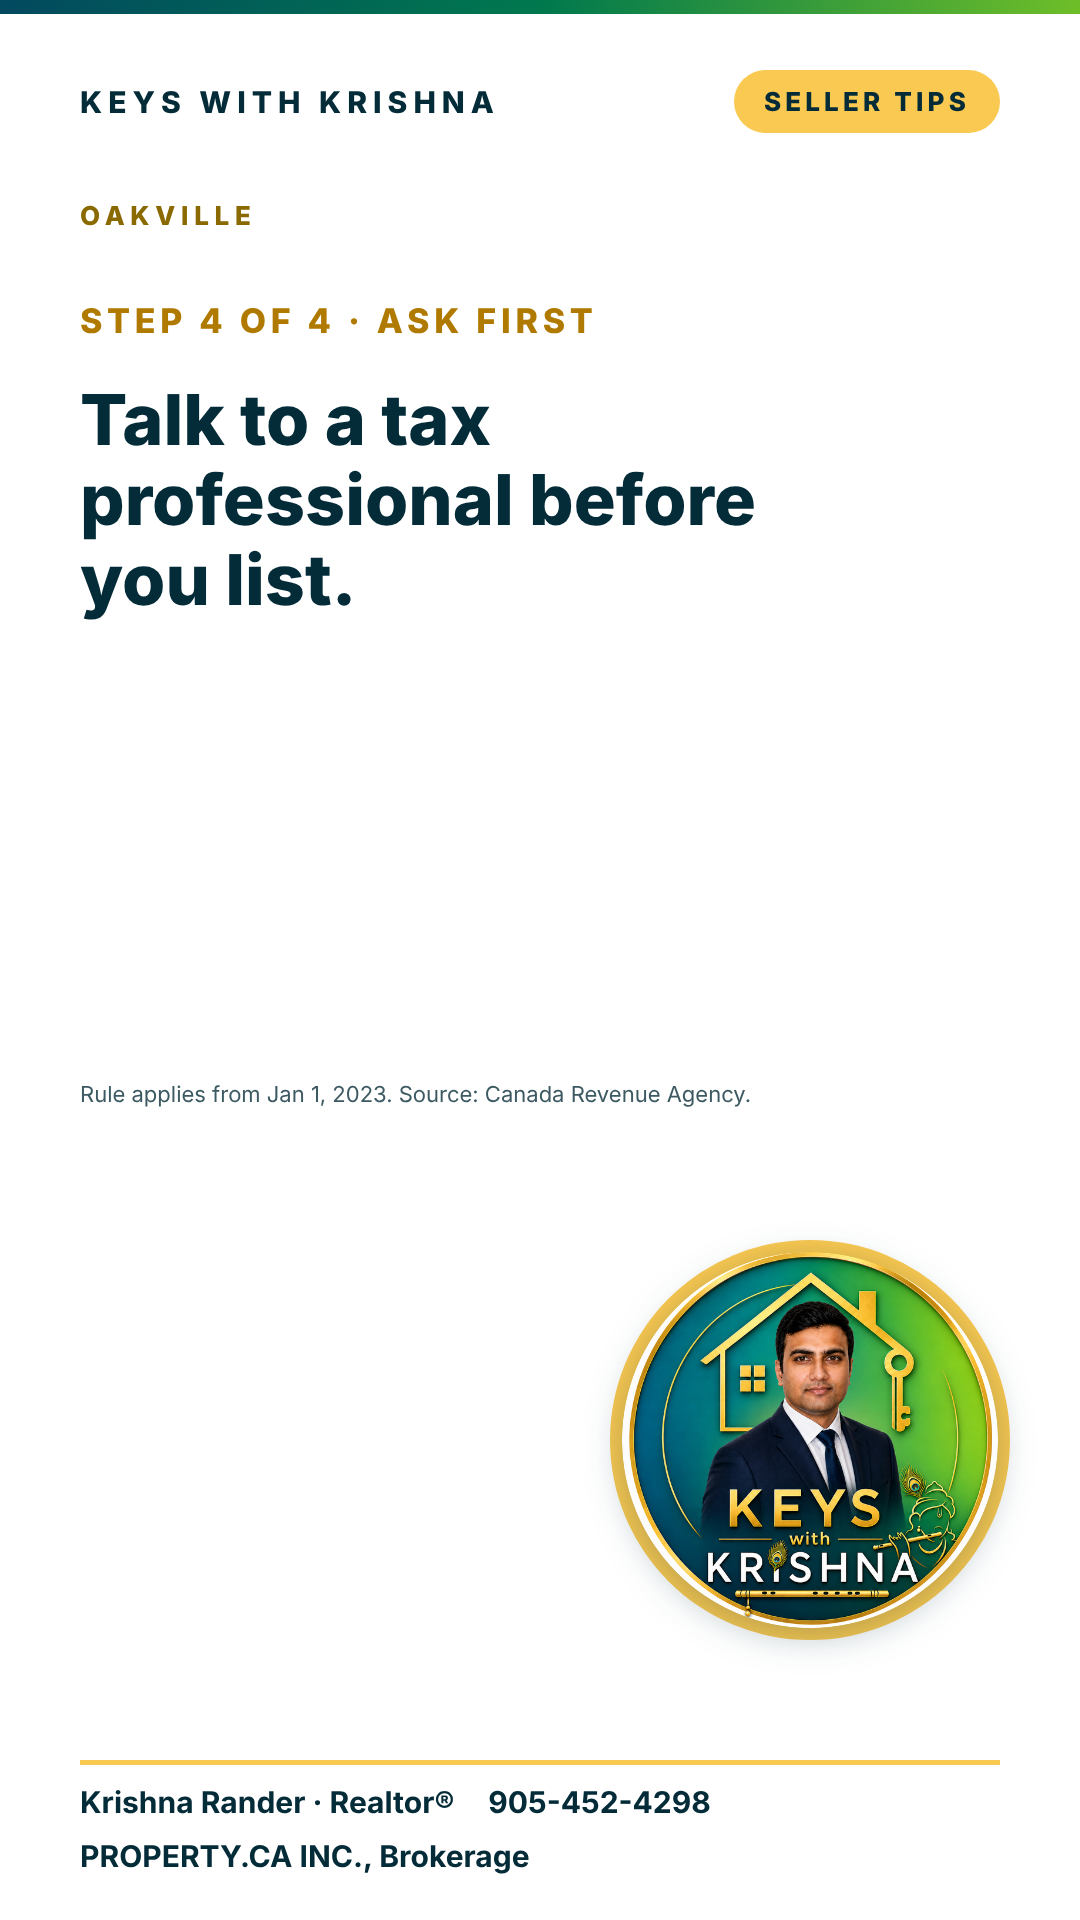 KEYS WITH KRISHNA
SELLER TIPS
OAKVILLE
STEP 4 OF 4 · ASK FIRST
Talk to a tax
professional before
you list.
Rule applies from Jan 1, 2023. Source: Canada Revenue Agency.
KEYS
with
KRISHNA
Krishna Rander · Realtor® 905-452-4298
PROPERTY.CA INC., Brokerage